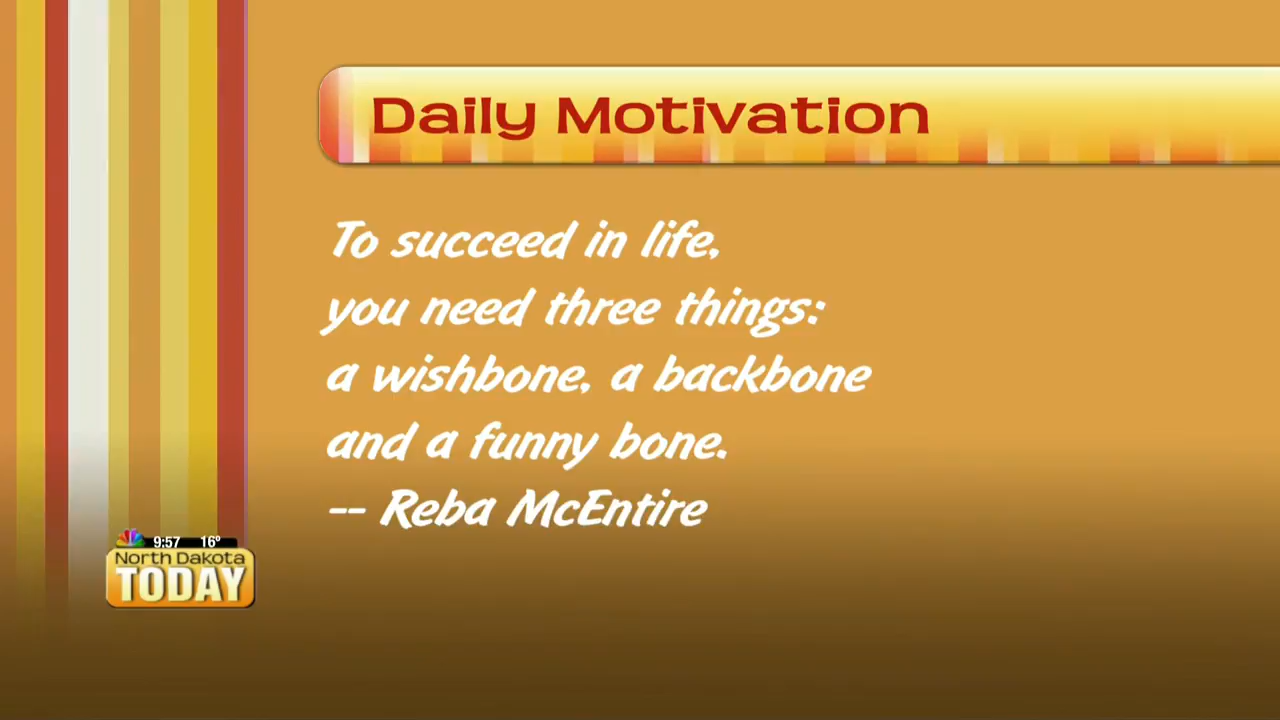 Daily Motivation
To succeed in life,
you need three things:
a wishbone, a backbone
and a funny bone.
-- Reba McEntire
9:57 16°
North Dakota
TODAY